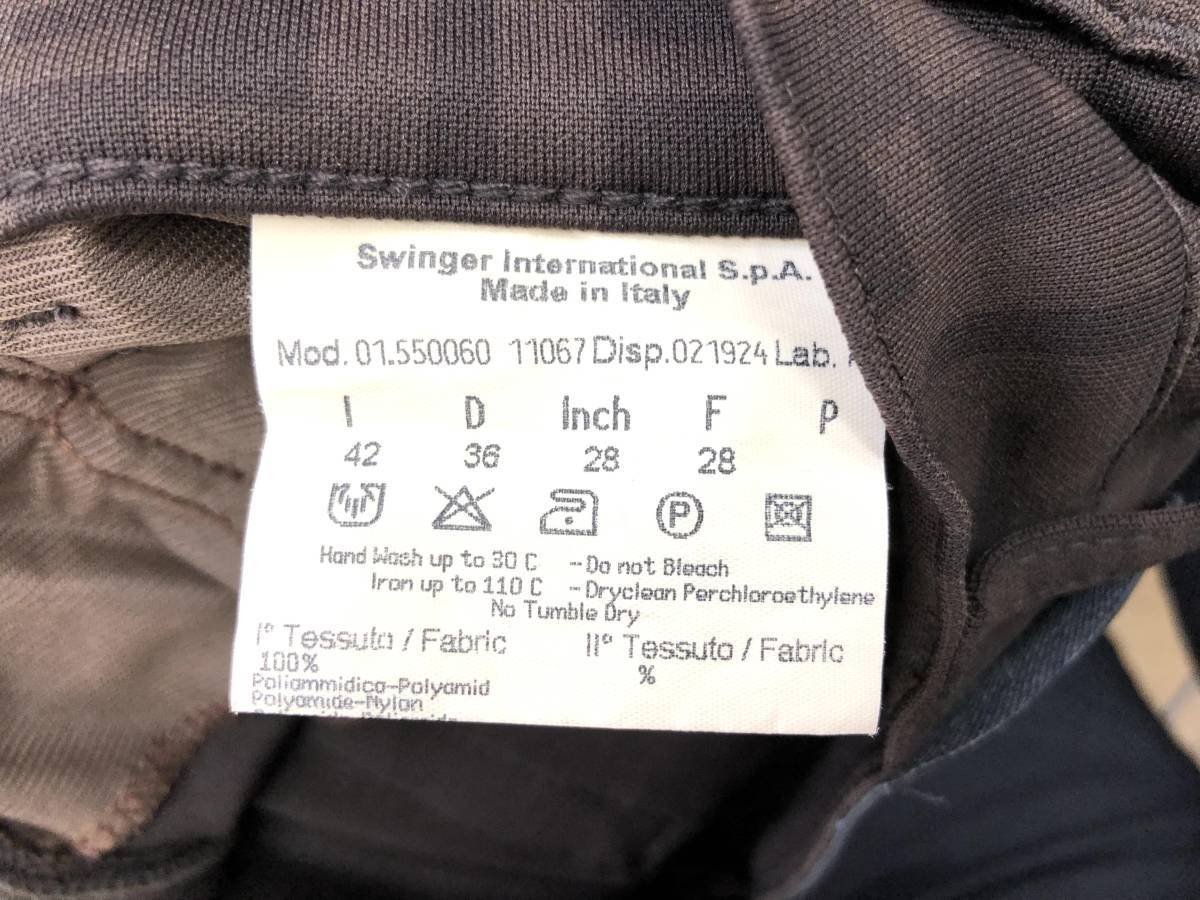 Swinger International S.p.A.
Made in Italy
Mod. 01.550060 11067 Disp.021924 Lab.
I D Inch F P
42 36 28 28
P
Hand Wash up to 30 C - Do not Bleach
Iron up to 110 C - Dryclean Perchloroethylene
No Tumble Dry
I° Tessuto / Fabric II° Tessuto / Fabric
100% %
Poliammidica-Polyamid
Polyamide-Nylon